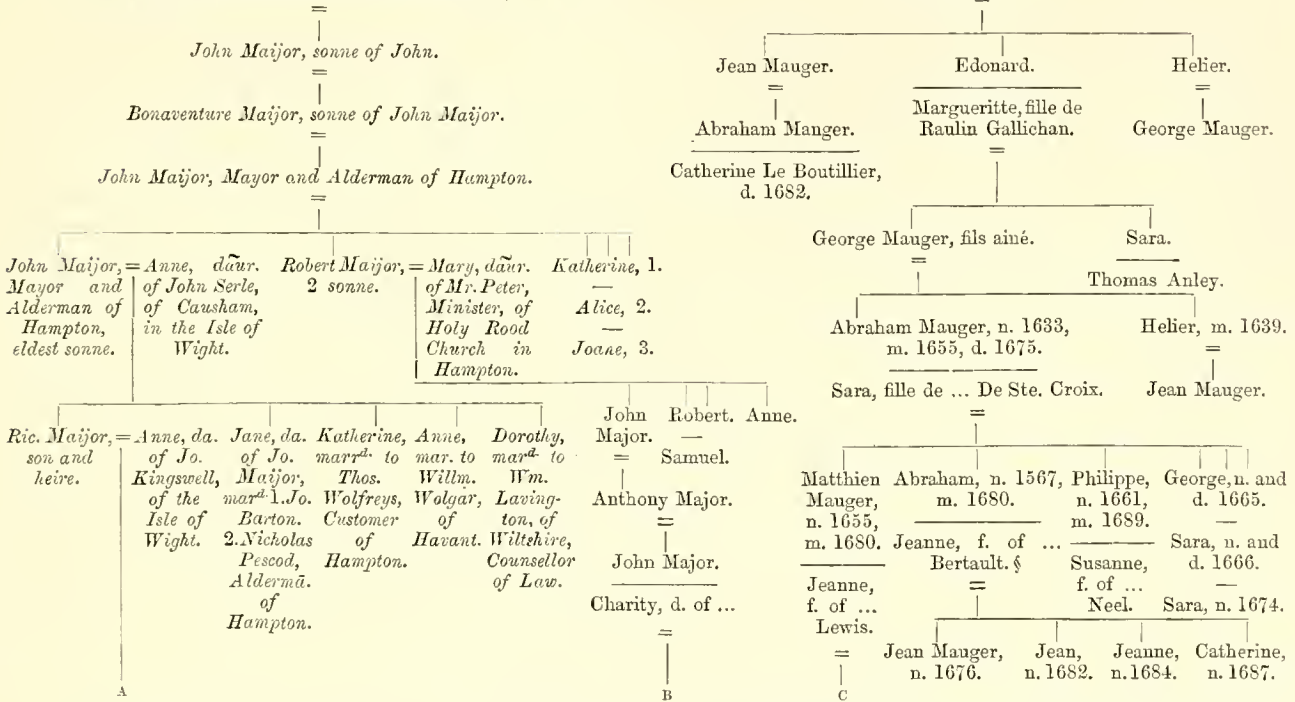 =
John Maijor, sonne of John.
=
Bonaventure Maijor, sonne of John Maijor.
=
John Maijor, Mayor and Alderman of Hampton.
=
John Maijor, =
Mayor and
Alderman of
Hampton,
eldest sonne.
Anne, dau̅r.
of John Serle,
of Causham,
in the Isle of
Wight.
Robert Maijor, =
2 sonne.
Mary, dau̅r.
of Mr. Peter,
Minister, of
Holy Rood
Church in
Hampton.
Katherine, 1.
—
Alice, 2.
—
Joane, 3.
Ric. Maijor, =
son and
heire.
Anne, da.
of Jo.
Kingswell,
of the
Isle of
Wight.
Jane, da.
of Jo.
Maijor,
mard. 1. Jo.
Barton.
2. Nicholas
Pescod,
Aldermā.
of
Hampton.
Katherine,
marrd. to
Thos.
Wolfreys,
Customer
of
Hampton.
Anne,
mar. to
Willm.
Wolgar,
of
Havant.
Dorothy,
mard. to
Wm.
Laving-
ton, of
Wiltshire,
Counsellor
of Law.
John
Major.
=
Anthony Major.
=
John Major.
Charity, d. of ...
=
Robert.
—
Samuel.
Anne.
A
B
=
Jean Mauger.
=
Abraham Manger.
Catherine Le Boutillier,
d. 1682.
Edonard.
Margueritte, fille de
Raulin Gallichan.
=
Helier.
=
George Mauger.
George Mauger, fils ainé.
=
Sara.
Thomas Anley.
Abraham Mauger, n. 1633,
m. 1655, d. 1675.
Sara, fille de ... De Ste. Croix.
=
Helier, m. 1639.
=
Jean Mauger.
Matthien
Mauger,
n. 1655,
m. 1680.
Jeanne,
f. of ...
Lewis.
=
C
Abraham, n. 1567,
m. 1680.
Jeanne, f. of ...
Bertault. §
=
Philippe,
n. 1661,
m. 1689.
Susanne,
f. of ...
Neel.
George, n. and
d. 1665.
—
Sara, n. and
d. 1666.
—
Sara, n. 1674.
Jean Mauger,
n. 1676.
Jean,
n. 1682.
Jeanne,
n. 1684.
Catherine,
n. 1687.